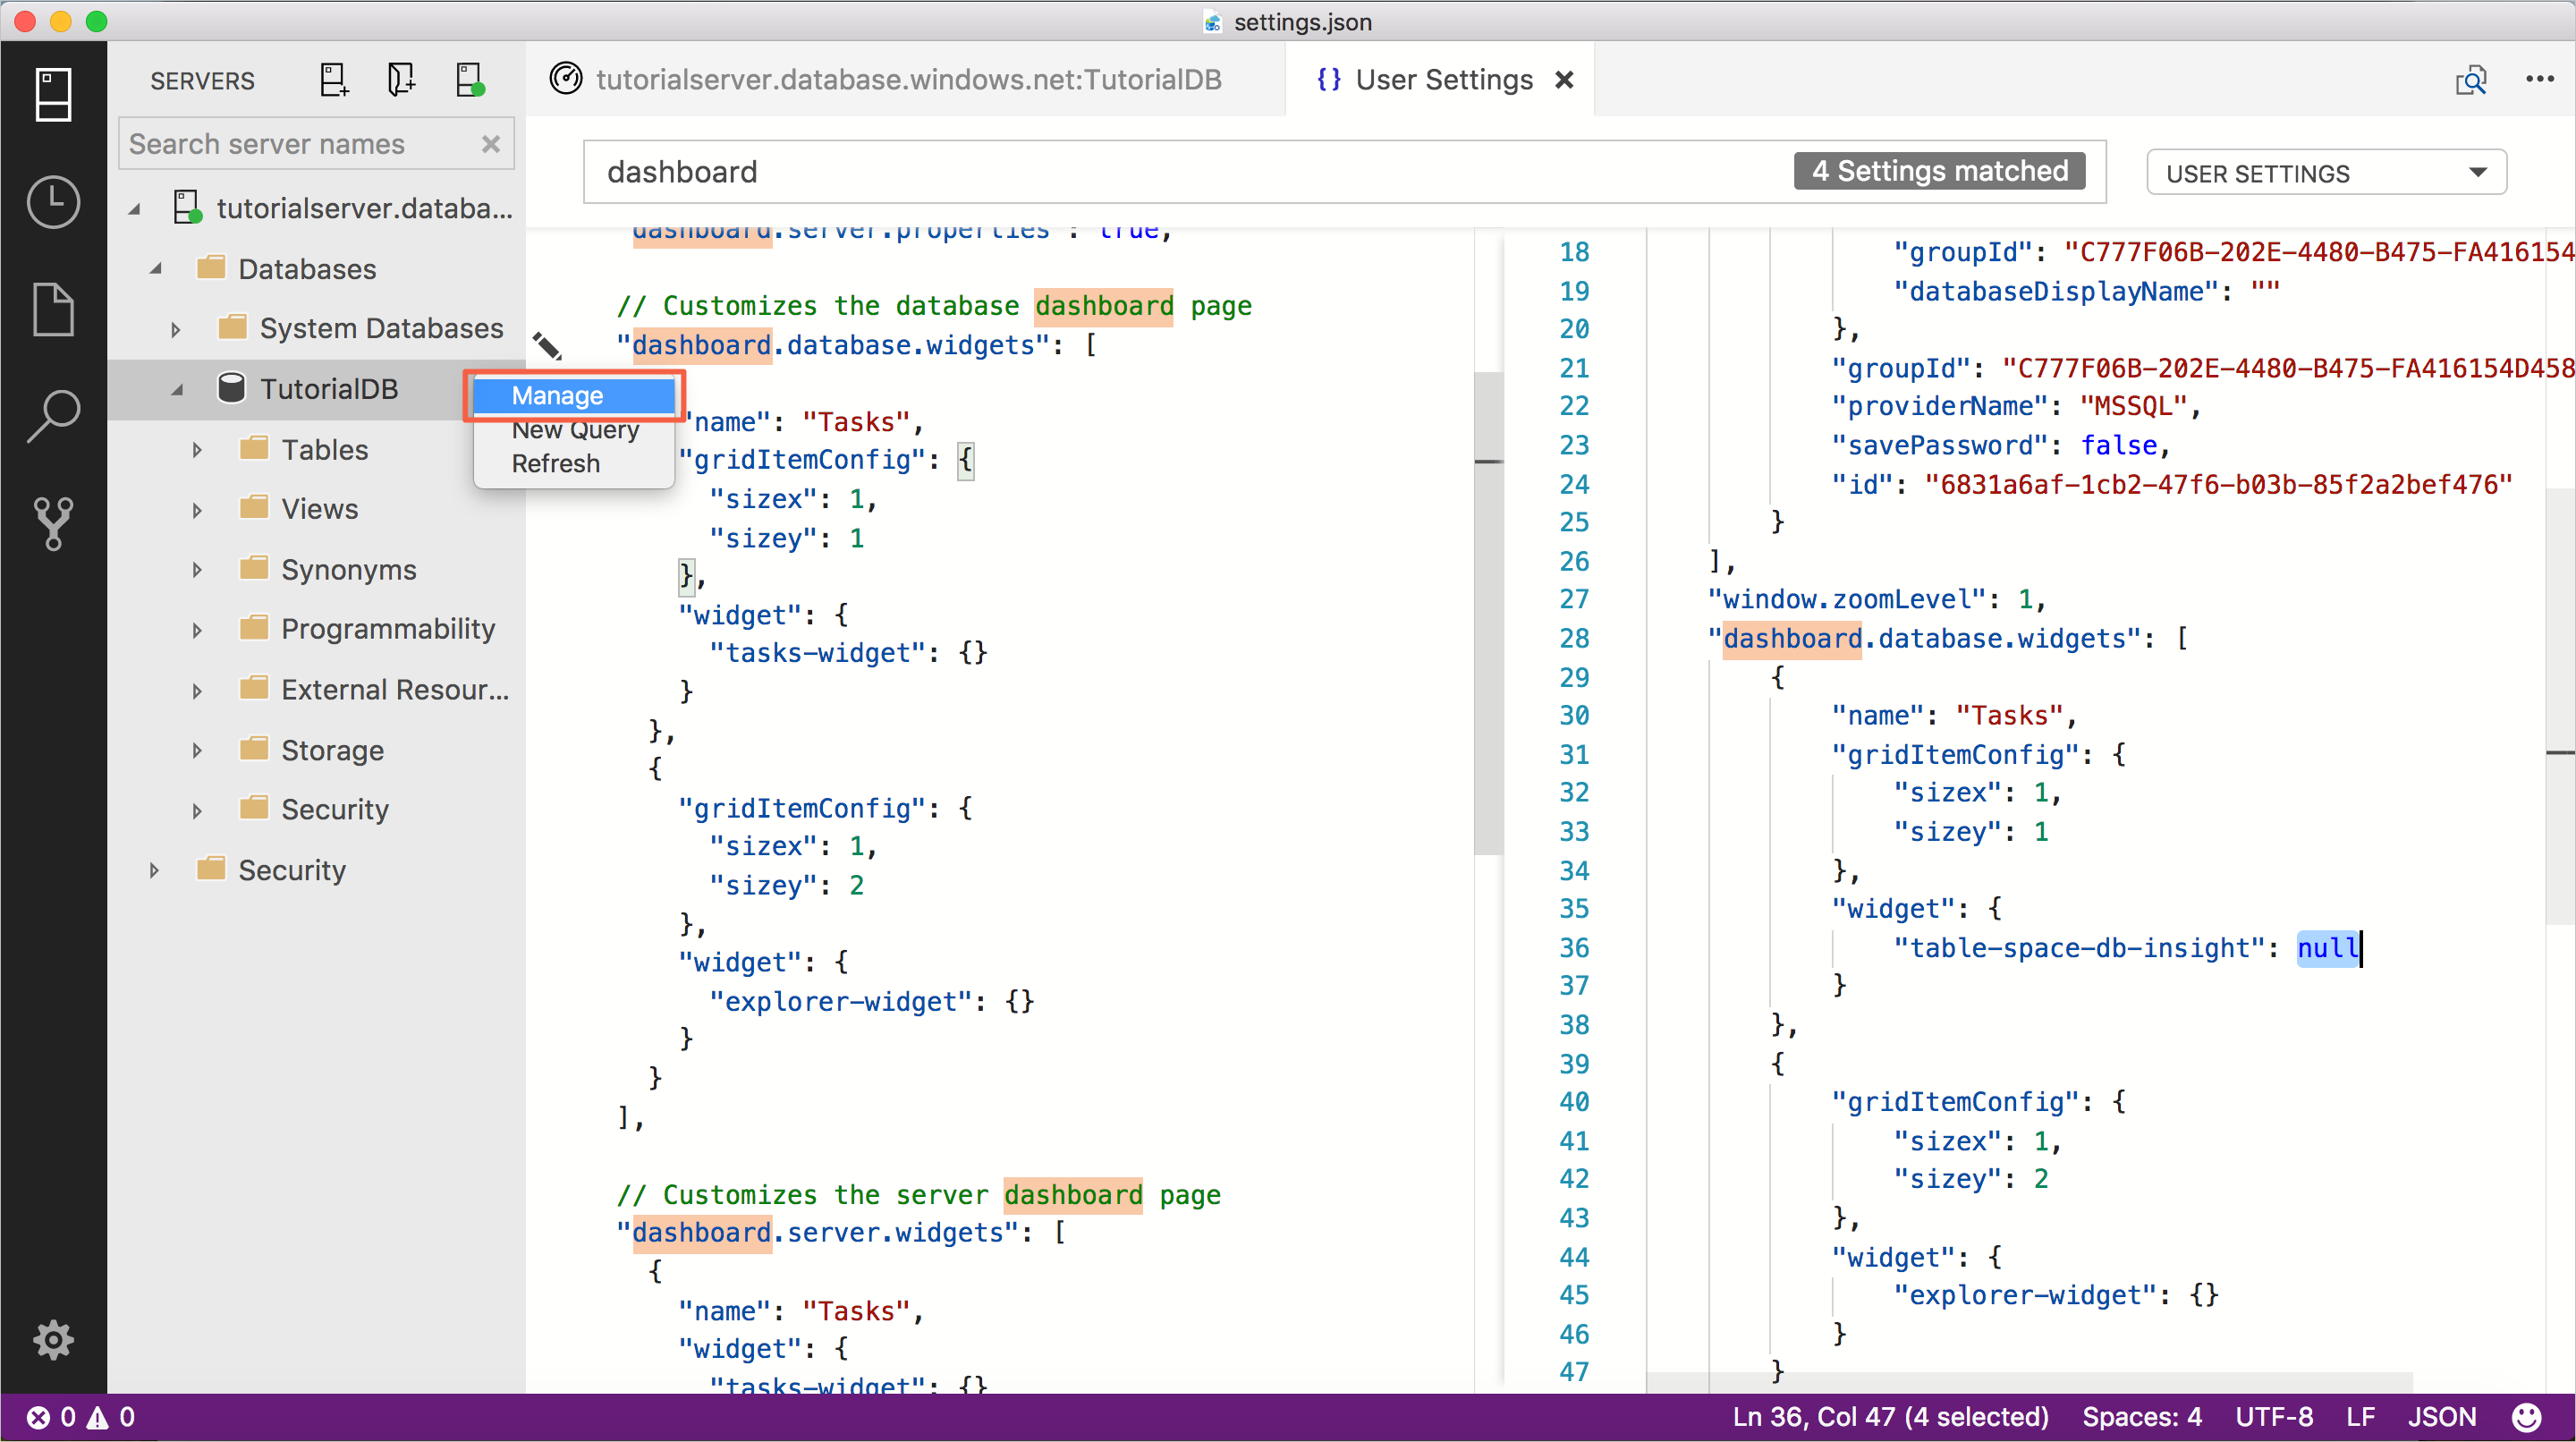 settings.json
SERVERS
Search server names
tutorialserver.databa...
Databases
System Databases
TutorialDB
Tables
Views
Synonyms
Programmability
External Resour...
Storage
Security
Security
Manage
New Query
Refresh
tutorialserver.database.windows.net:TutorialDB
{} User Settings
dashboard
4 Settings matched
USER SETTINGS
dashboard.server.properties": true,
// Customizes the database dashboard page
"dashboard.database.widgets": [
"name": "Tasks",
"gridItemConfig": {
"sizex": 1,
"sizey": 1
},
"widget": {
"tasks-widget": {}
}
},
{
"gridItemConfig": {
"sizex": 1,
"sizey": 2
},
"widget": {
"explorer-widget": {}
}
}
],
// Customizes the server dashboard page
"dashboard.server.widgets": [
{
"name": "Tasks",
"widget": {
"tasks-widget": {}
18 "groupId": "C777F06B-202E-4480-B475-FA416154
19 "databaseDisplayName": ""
20 },
21 "groupId": "C777F06B-202E-4480-B475-FA416154D458
22 "providerName": "MSSQL",
23 "savePassword": false,
24 "id": "6831a6af-1cb2-47f6-b03b-85f2a2bef476"
25 }
26 ],
27 "window.zoomLevel": 1,
28 "dashboard.database.widgets": [
29 {
30 "name": "Tasks",
31 "gridItemConfig": {
32 "sizex": 1,
33 "sizey": 1
34 },
35 "widget": {
36 "table-space-db-insight": null
37 }
38 },
39 {
40 "gridItemConfig": {
41 "sizex": 1,
42 "sizey": 2
43 },
44 "widget": {
45 "explorer-widget": {}
46 }
47 }
0 0
Ln 36, Col 47 (4 selected) Spaces: 4 UTF-8 LF JSON